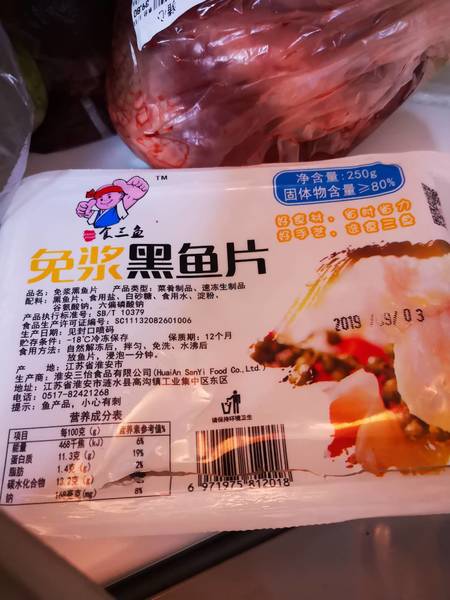 TM
食三鱼
净含量:250g
固体物含量≥80%
好食材,省时省力
好手艺,速食三鱼
免浆黑鱼片
品名:免浆黑鱼片 产品类型:菜肴制品、速冻生制品
配料:黑鱼片、食用盐、白砂糖、食用水、淀粉、
谷氨酸钠,六偏磷酸钠
产品执行标准号:SB/T 10379
食品生产许可证编号:SC11132082601006
生产日期:见封口喷码 保质期:12个月
贮存条件:-18℃冷冻保存
食用方法:自然解冻后,拌匀、免洗、水沸后
放鱼片,浸泡一分钟。
产 地:江苏省淮安市
生产商:淮安三怡食品有限公司(HuaiAn SanYi Food Co.,Ltd.)
地址:江苏省淮安市涟水县高沟镇工业集中区东区
电话:0517-82421268
提示:鱼产品,小心有刺
2019/09/03
营养成分表
项目 每100克(g) 营养素参考值%
能量 468千焦(kJ) 6%
蛋白质 11.3克(g) 19%
脂肪 1.4克(g) 2%
碳水化合物 13.2克(g)
钠 8%
请保持环境卫生
6 971975 812018